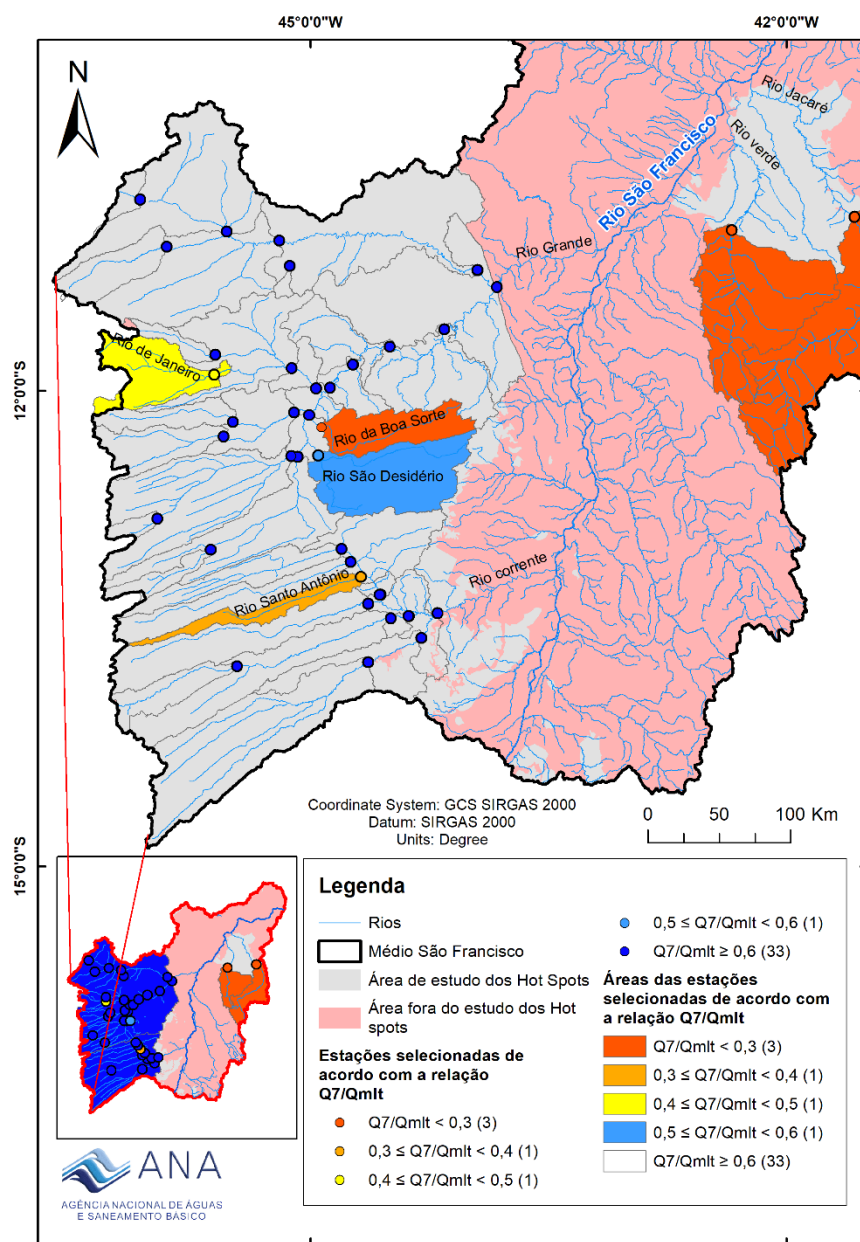 45°0'0"W
42°0'0"W
N
Rio Jacaré
Rio verde
Rio São Francisco
Rio Grande
Rio de Janeiro
12°0'0"S
Rio da Boa Sorte
Rio São Desidério
Rio corrente
Rio Santo Antônio
Coordinate System: GCS SIRGAS 2000
Datum: SIRGAS 2000
Units: Degree
0 50 100 Km
15°0'0"S
Legenda
Rios
Médio São Francisco
Área de estudo dos Hot Spots
Área fora do estudo dos Hot
spots
Estações selecionadas de
acordo com a relação
Q7/Qmlt
Q7/Qmlt < 0,3 (3)
0,3 ≤ Q7/Qmlt < 0,4 (1)
0,4 ≤ Q7/Qmlt < 0,5 (1)
0,5 ≤ Q7/Qmlt < 0,6 (1)
Q7/Qmlt ≥ 0,6 (33)
Áreas das estações
selecionadas de acordo com
a relação Q7/Qmlt
Q7/Qmlt < 0,3 (3)
0,3 ≤ Q7/Qmlt < 0,4 (1)
0,4 ≤ Q7/Qmlt < 0,5 (1)
0,5 ≤ Q7/Qmlt < 0,6 (1)
Q7/Qmlt ≥ 0,6 (33)
ANA
AGÊNCIA NACIONAL DE ÁGUAS
E SANEAMENTO BÁSICO